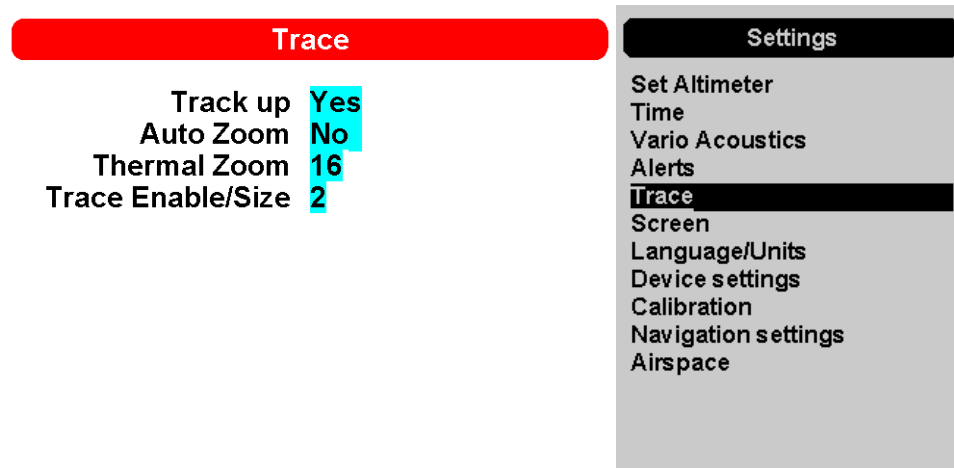 Trace
Track up Yes
Auto Zoom No
Thermal Zoom 16
Trace Enable/Size 2
Settings
Set Altimeter
Time
Vario Acoustics
Alerts
Trace
Screen
Language/Units
Device settings
Calibration
Navigation settings
Airspace